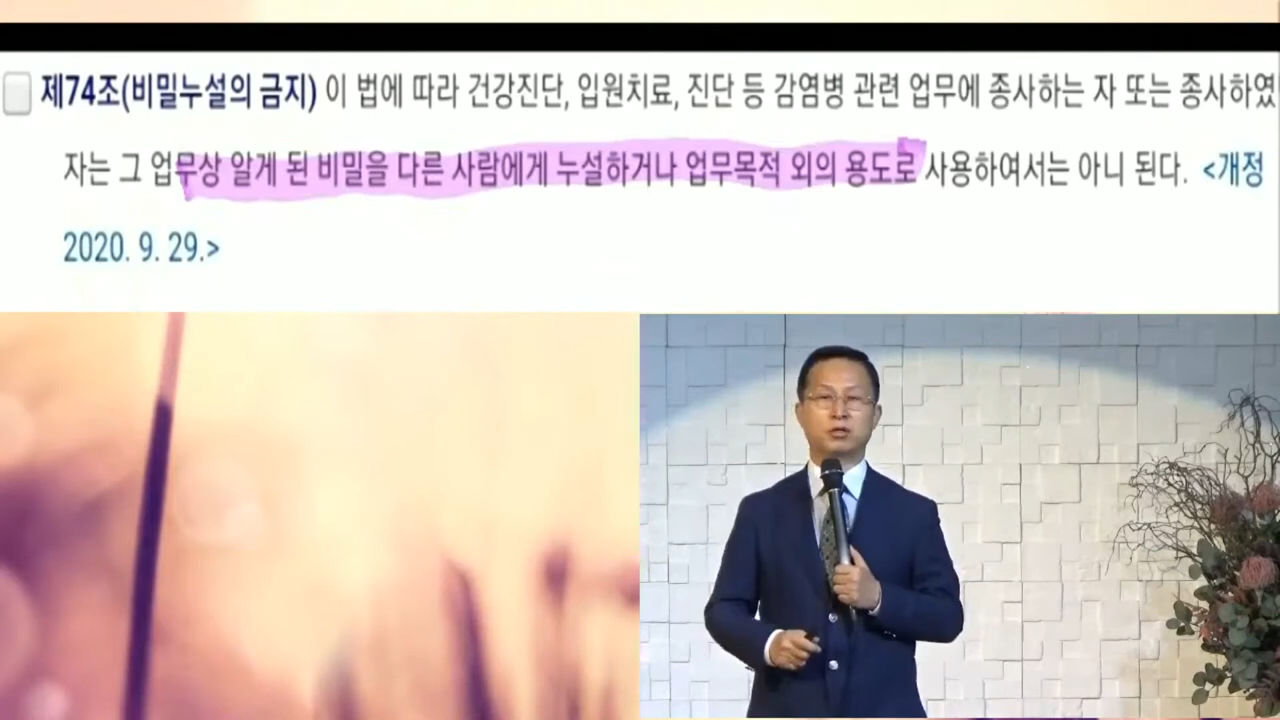 제74조(비밀누설의 금지) 이 법에 따라 건강진단, 입원치료, 진단 등 감염병 관련 업무에 종사하는 자 또는 종사하였
자는 그 업무상 알게 된 비밀을 다른 사람에게 누설하거나 업무목적 외의 용도로 사용하여서는 아니 된다. <개정
2020. 9. 29.>